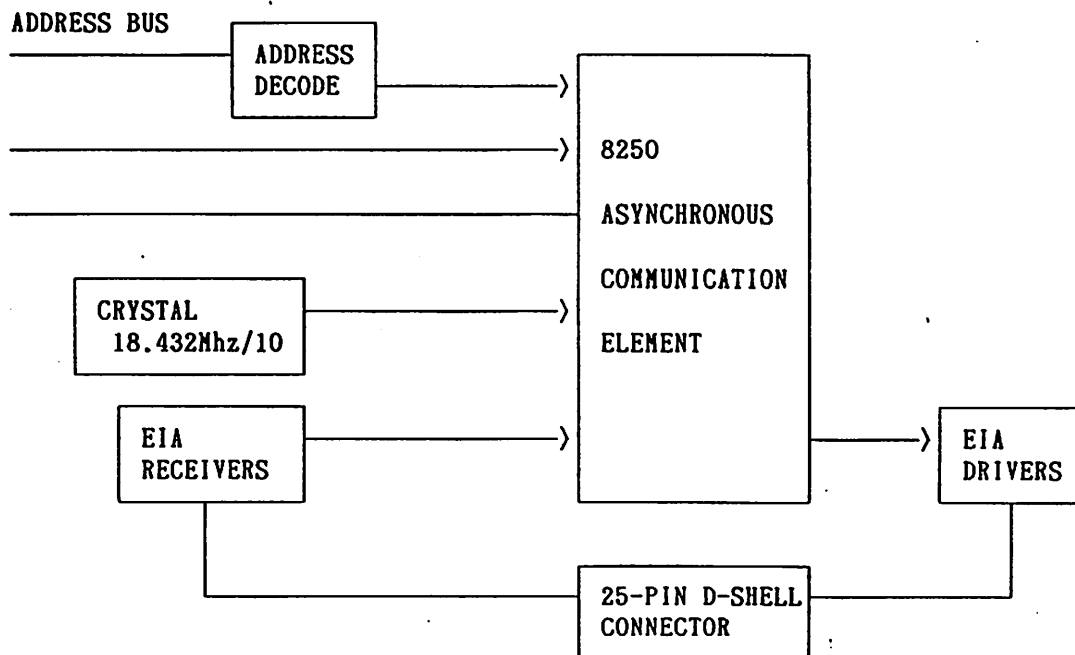 ADDRESS BUS
ADDRESS
DECODE
8250
ASYNCHRONOUS
COMMUNICATION
ELEMENT
CRYSTAL
18.432Mhz/10
EIA
RECEIVERS
EIA
DRIVERS
25-PIN D-SHELL
CONNECTOR